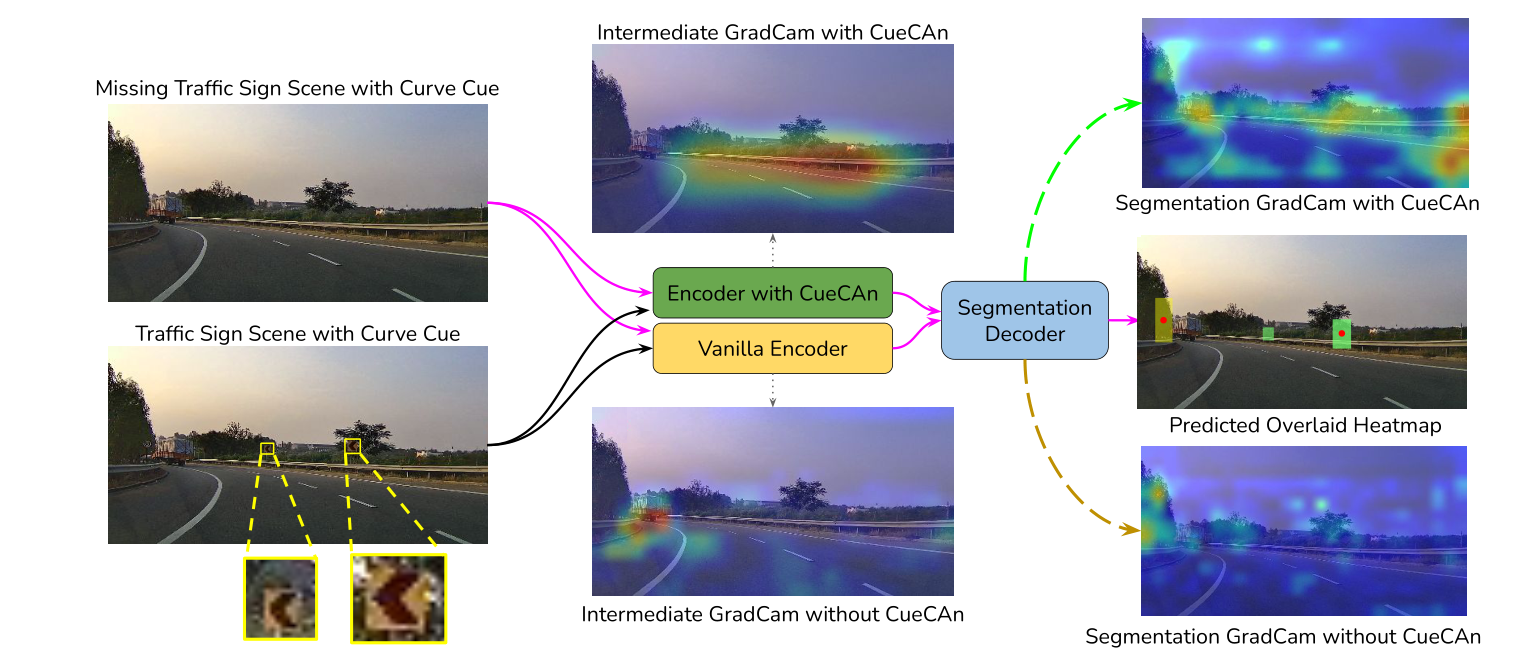 Missing Traffic Sign Scene with Curve Cue
Traffic Sign Scene with Curve Cue
Intermediate GradCam with CueCAn
Encoder with CueCAn
Vanilla Encoder
Intermediate GradCam without CueCAn
Segmentation
Decoder
Segmentation GradCam with CueCAn
Predicted Overlaid Heatmap
Segmentation GradCam without CueCAn